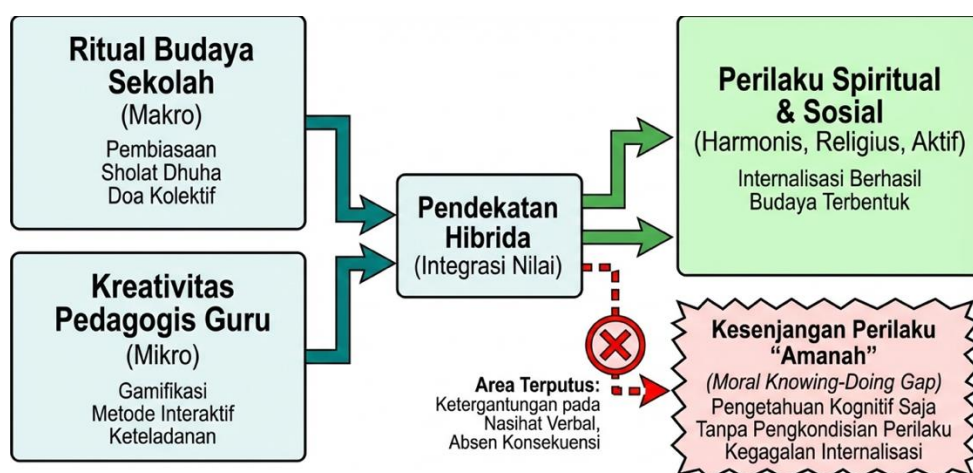 Ritual Budaya
Sekolah
(Makro)
Pembiasaan
Sholat Dhuha
Doa Kolektif
Kreativitas
Pedagogis Guru
(Mikro)
Gamifikasi
Metode Interaktif
Keteladanan
Pendekatan
Hibrida
(Integrasi Nilai)
Perilaku Spiritual
& Sosial
(Harmonis, Religius, Aktif)
Internalisasi Berhasil
Budaya Terbentuk
Area Terputus:
Ketergantungan pada
Nasihat Verbal,
Absen Konsekuensi
Kesenjangan Perilaku
“Amanah”
(Moral Knowing-Doing Gap)
Pengetahuan Kognitif Saja
Tanpa Pengkondisian Perilaku
Kegagalan Internalisasi